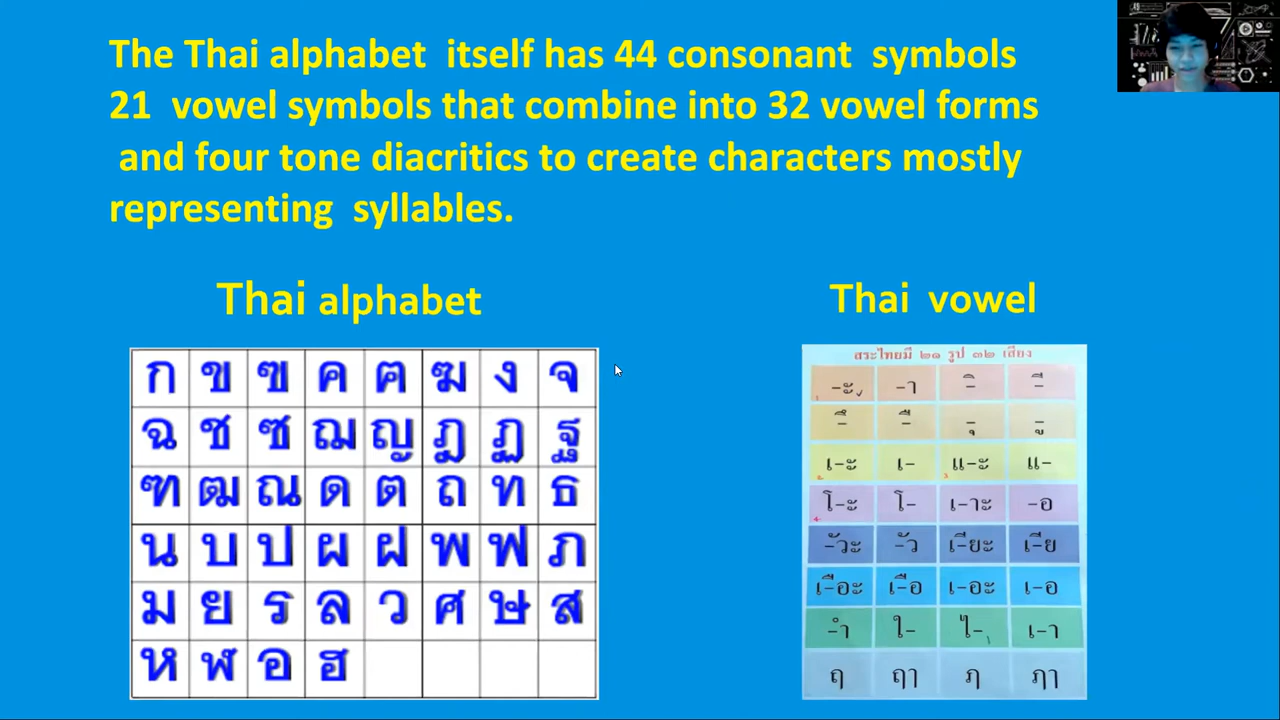 The Thai alphabet itself has 44 consonant symbols
21 vowel symbols that combine into 32 vowel forms
and four tone diacritics to create characters mostly
representing syllables.
Thai alphabet
Thai vowel
ก ข ฃ ค ฅ ฆ ง จ
ฉ ช ซ ฌ ญ ฎ ฏ ฐ
ฑ ฒ ณ ด ต ถ ท ธ
น บ ป ผ ฝ พ ฟ ภ
ม ย ร ล ว ศ ษ ส
ห ฬ อ ฮ
สระไทยมี ๒๑ รูป ๓๒ เสียง
-ะ -า -ิ -ี
-ึ -ื -ุ -ู
เ-ะ เ- แ-ะ แ-
โ-ะ โ- เ-าะ -อ
-ัวะ -ัว เ-ียะ เ-ีย
เ-ือะ เ-ือ เ-อะ เ-อ
-ำ ใ- ไ- เ-า
ฤ ฤๅ ฦ ฦๅ